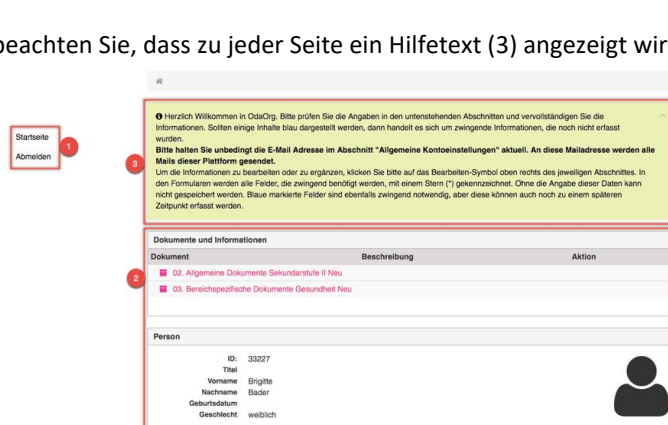 beachten Sie, dass zu jeder Seite ein Hilfetext (3) angezeigt wir
Startseite
Abmelden
1
3
Herzlich Willkommen in OdaOrg. Bitte prüfen Sie die Angaben in den untenstehenden Abschnitten und vervollständigen Sie die
Informationen. Sollten einige Inhalte blau dargestellt werden, dann handelt es sich um zwingende Informationen, die noch nicht erfasst
wurden.
Bitte halten Sie unbedingt die E-Mail Adresse im Abschnitt "Allgemeine Kontoeinstellungen" aktuell. An diese Mailadresse werden alle
Mails dieser Plattform gesendet.
Um die Informationen zu bearbeiten oder zu ergänzen, klicken Sie bitte auf das Bearbeiten-Symbol oben rechts des jeweiligen Abschnittes. In
den Formularen werden alle Felder, die zwingend benötigt werden, mit einem Stern (*) gekennzeichnet. Ohne die Angabe dieser Daten kann
nicht gespeichert werden. Blaue markierte Felder sind ebenfalls zwingend notwendig, aber diese können auch noch zu einem späteren
Zeitpunkt erfasst werden.
2
Dokumente und Informationen
Dokument Beschreibung Aktion
02. Allgemeine Dokumente Sekundarstufe II Neu
03. Bereichspezifische Dokumente Gesundheit Neu
Person
ID: 33227
Titel
Vorname Brigitte
Nachname Bader
Geburtsdatum
Geschlecht weiblich